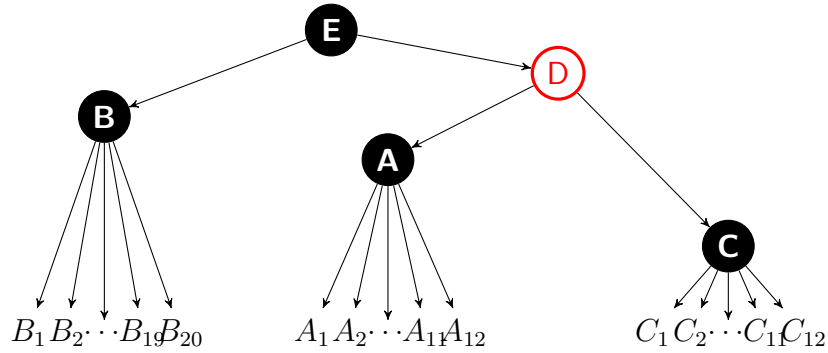 E
D
B
A
C
B₁ B₂ ⋯ B₁₉ B₂₀ A₁ A₂ ⋯ A₁₁ A₁₂ C₁ C₂ ⋯ C₁₁ C₁₂